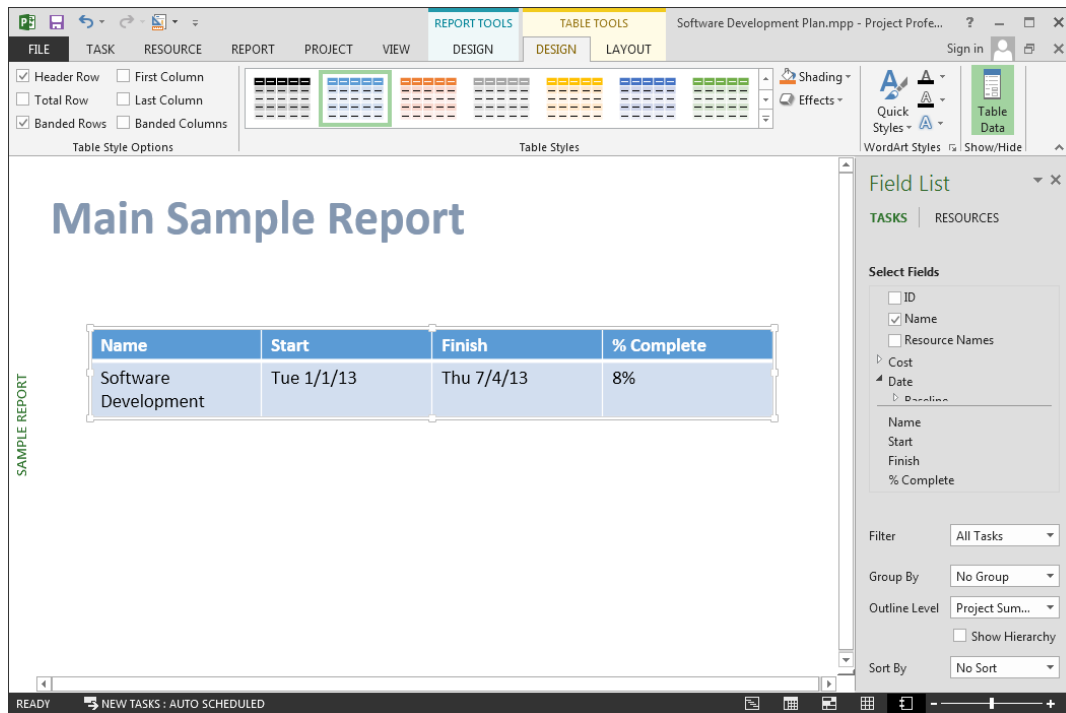 REPORT TOOLS TABLE TOOLS Software Development Plan.mpp - Project Profe... ?
FILE TASK RESOURCE REPORT PROJECT VIEW DESIGN DESIGN LAYOUT Sign in
Header Row First Column
Total Row Last Column
Banded Rows Banded Columns
Table Style Options
Table Styles
Shading
Effects
Quick
Styles
WordArt Styles
Table
Data
Show/Hide
SAMPLE REPORT
Main Sample Report
Name Start Finish % Complete
Software Tue 1/1/13 Thu 7/4/13 8%
Development
Field List
TASKS RESOURCES
Select Fields
ID
Name
Resource Names
Cost
Date
Baseline
Name
Start
Finish
% Complete
Filter All Tasks
Group By No Group
Outline Level Project Sum...
Show Hierarchy
Sort By No Sort
READY NEW TASKS : AUTO SCHEDULED